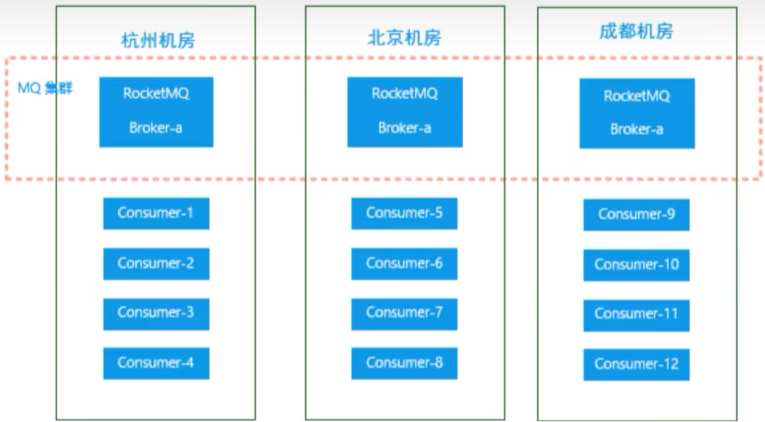 杭州机房
北京机房
成都机房
MQ 集群
RocketMQ
Broker-a
RocketMQ
Broker-a
RocketMQ
Broker-a
Consumer-1
Consumer-5
Consumer-9
Consumer-2
Consumer-6
Consumer-10
Consumer-3
Consumer-7
Consumer-11
Consumer-4
Consumer-8
Consumer-12